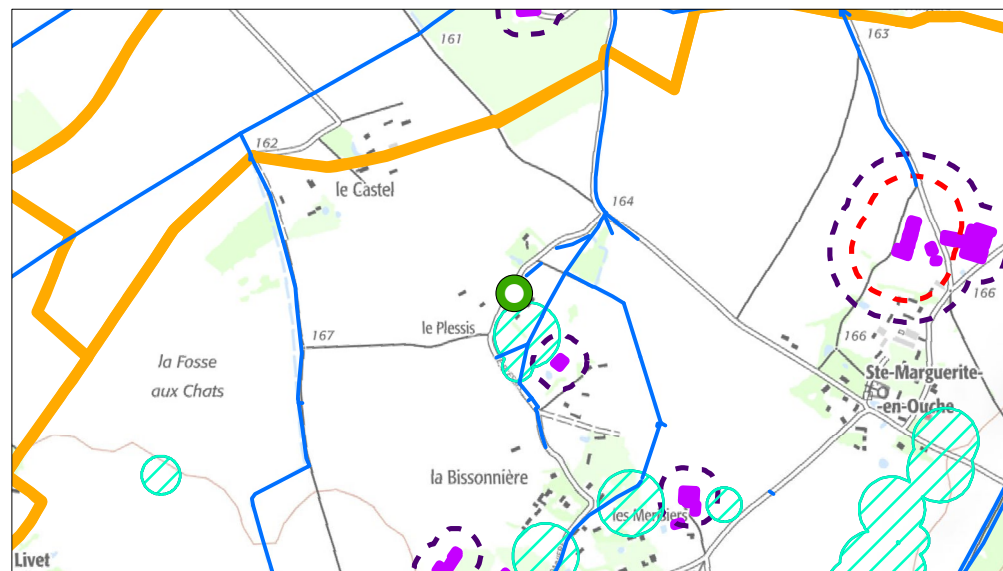 161
163
162
le Castel
164
166
le Plessis
167
166
la Fosse
aux Chats
Ste-Marguerite-
en-Ouche
la Bissonnière
les Merciers
Livet